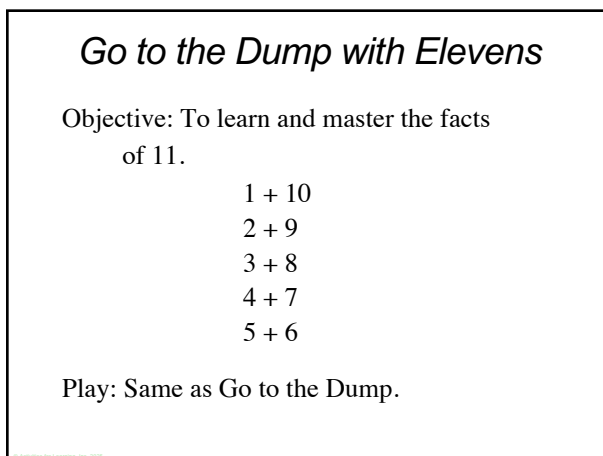 Go to the Dump with Elevens
Objective: To learn and master the facts
of 11.
1 + 10
2 + 9
3 + 8
4 + 7
5 + 6
Play: Same as Go to the Dump.